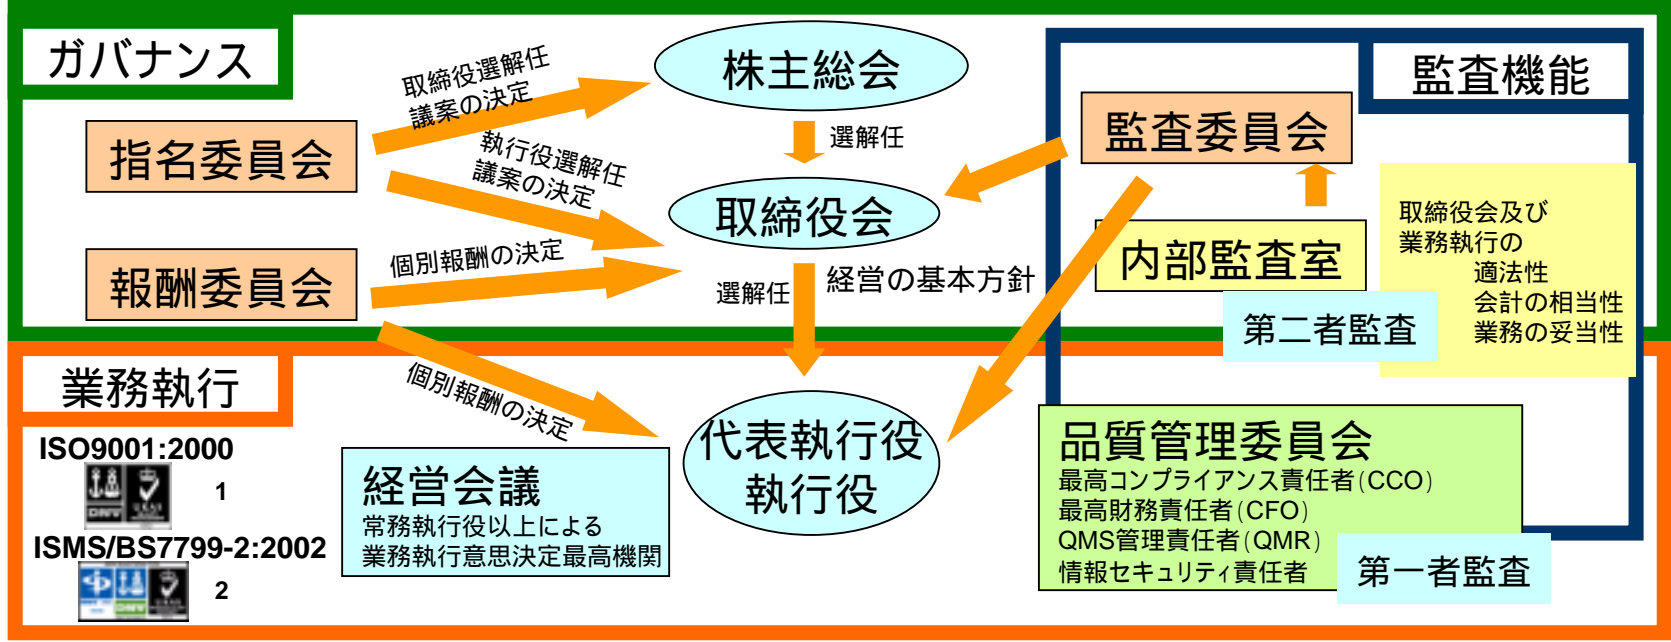 ガバナンス
取締役選解任
議案の決定
株主総会
監査機能
指名委員会
執行役選解任
議案の決定
選解任
監査委員会
取締役会
取締役会及び
業務執行の
適法性
会計の相当性
業務の妥当性
報酬委員会
個別報酬の決定
選解任
経営の基本方針
内部監査室
第二者監査
業務執行
個別報酬の決定
ISO9001:2000
1
ISMS/BS7799-2:2002
2
経営会議
常務執行役以上による
業務執行意思決定最高機関
代表執行役
執行役
品質管理委員会
最高コンプライアンス責任者(CCO)
最高財務責任者(CFO)
QMS管理責任者(QMR)
情報セキュリティ責任者
第一者監査